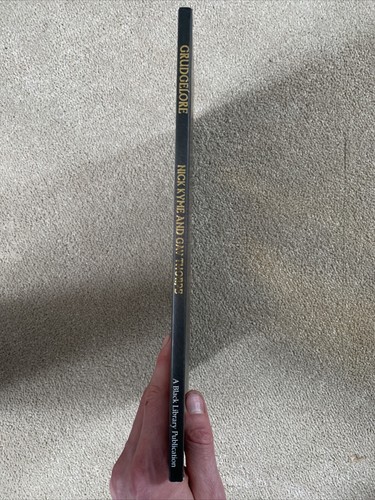 GRUDGELORE
NICK KYME AND GAV THORPE
A Black Library Publication